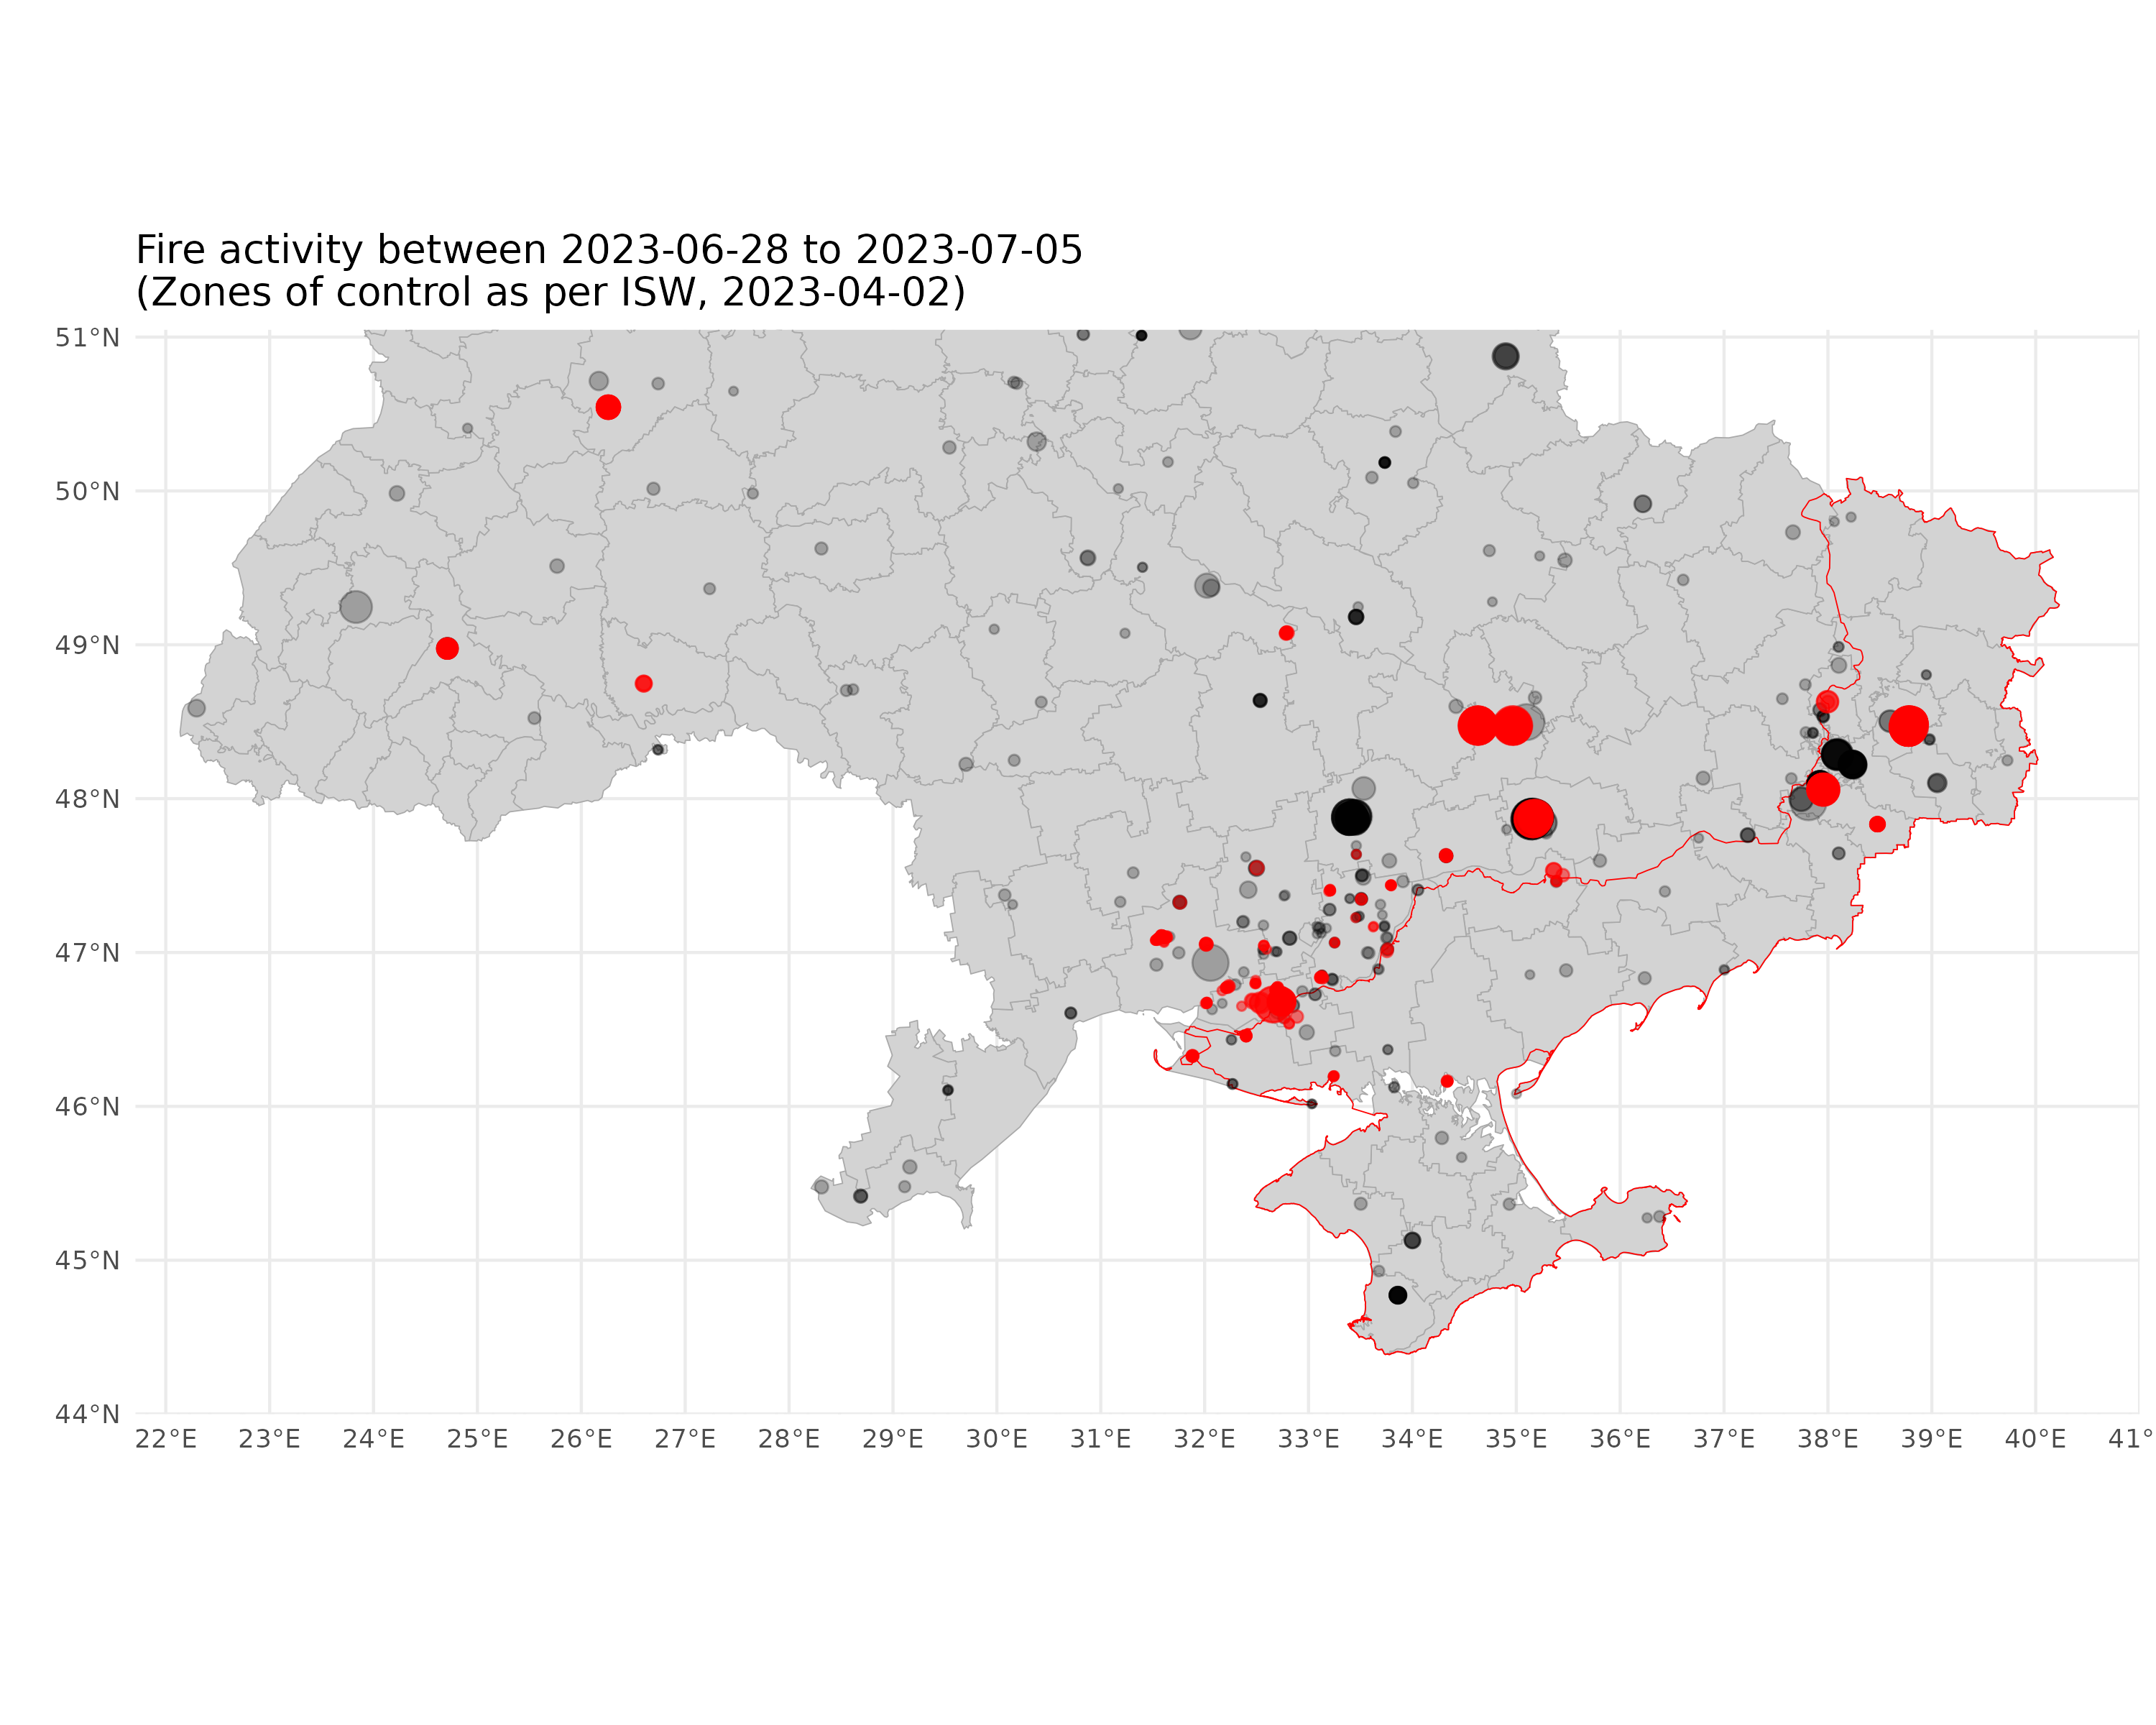 Fire activity between 2023-06-28 to 2023-07-05
(Zones of control as per ISW, 2023-04-02)
51°N
50°N
49°N
48°N
47°N
46°N
45°N
44°N
22°E 23°E 24°E 25°E 26°E 27°E 28°E 29°E 30°E 31°E 32°E 33°E 34°E 35°E 36°E 37°E 38°E 39°E 40°E 41°